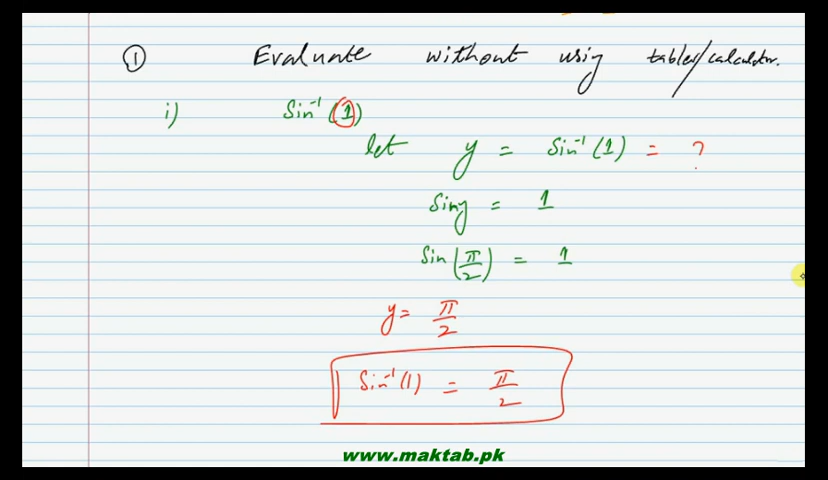 ① Evaluate without using tables/calculator.
i) Sin⁻¹(1)
let y = Sin⁻¹(1) = ?
Siny = 1
Sin(π/2) = 1
y = π/2
Sin⁻¹(1) = π/2
www.maktab.pk